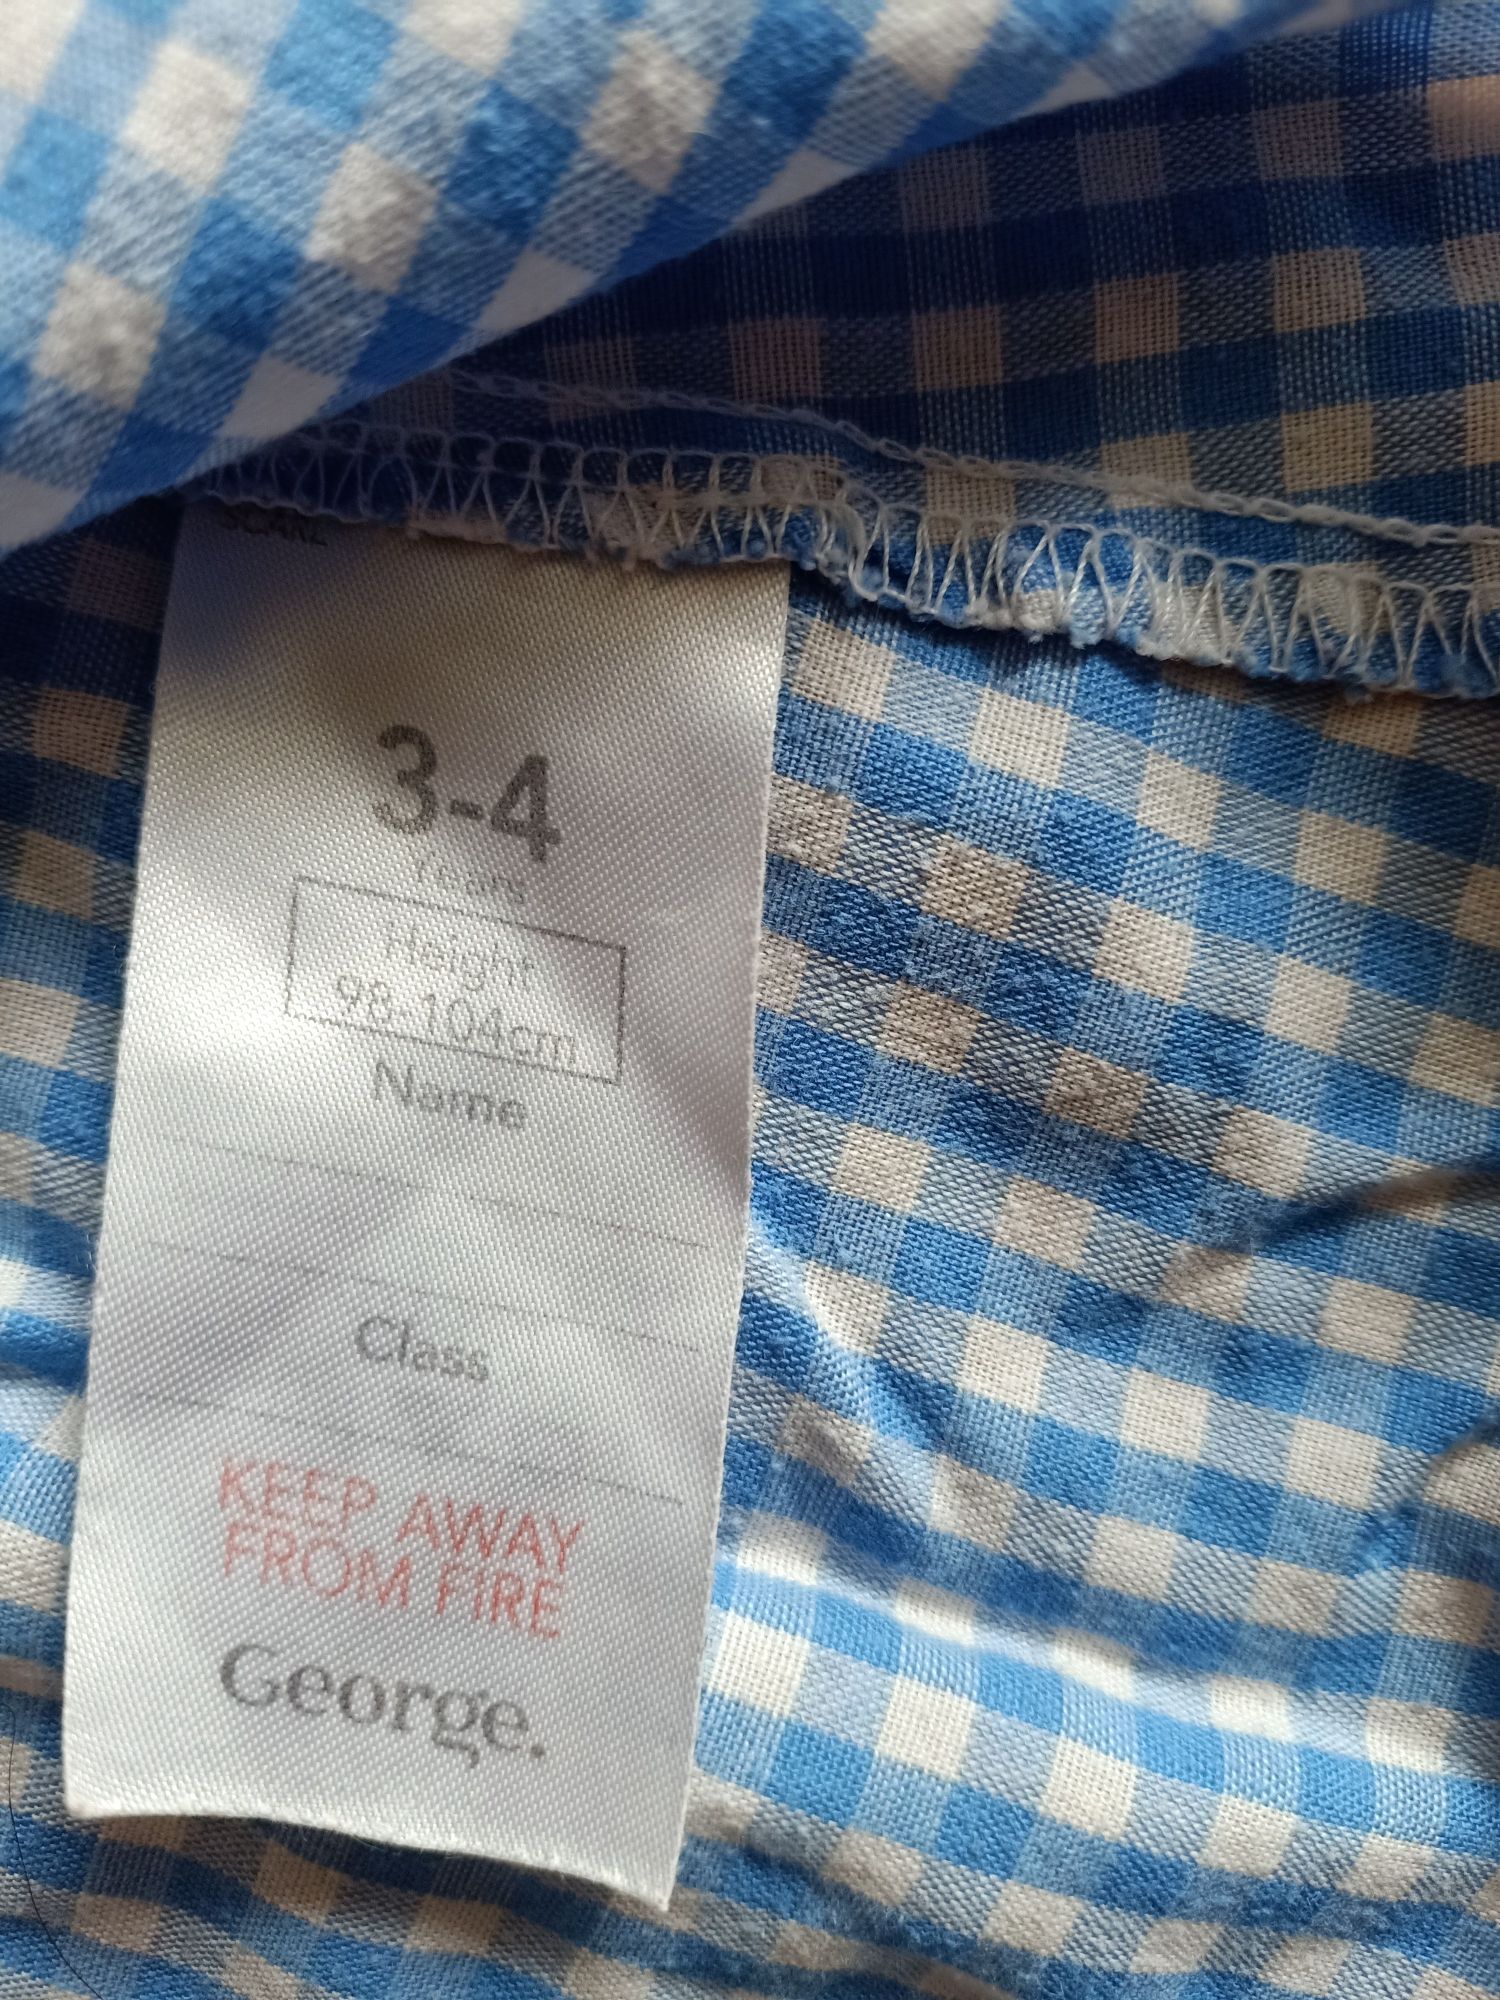 3-4
Years
Height
98-104cm
Name
Class
KEEP AWAY
FROM FIRE
George.